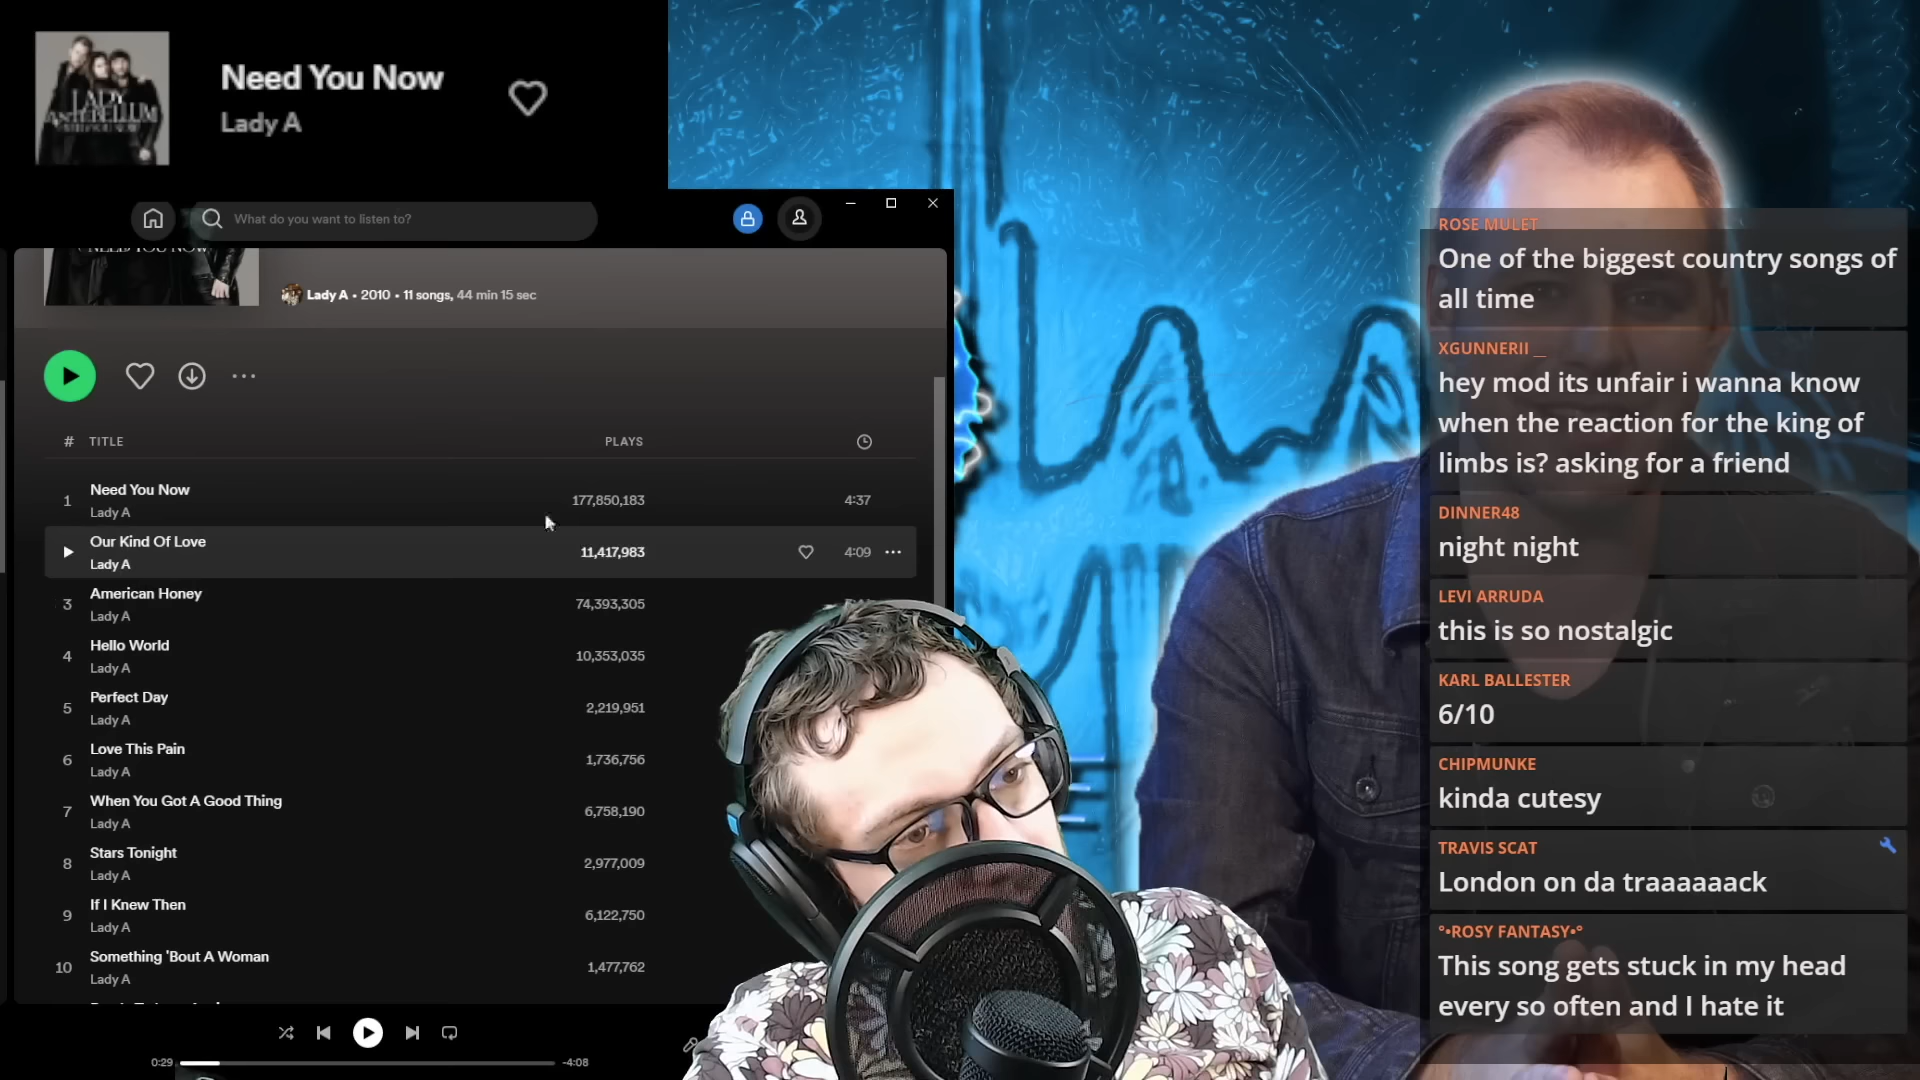 LADY
ANTEBELLUM
NEED YOU NOW
Need You Now
Lady A
What do you want to listen to?
NEED YOU NOW
Lady A • 2010 • 11 songs, 44 min 15 sec
# TITLE PLAYS
1 Need You Now 177,850,183 4:37
Lady A
Our Kind Of Love 11,417,983 4:09
Lady A
3 American Honey 74,393,305
Lady A
4 Hello World 10,353,035
Lady A
5 Perfect Day 2,219,951
Lady A
6 Love This Pain 1,736,756
Lady A
7 When You Got A Good Thing 6,758,190
Lady A
8 Stars Tonight 2,977,009
Lady A
9 If I Knew Then 6,122,750
Lady A
10 Something 'Bout A Woman 1,477,762
Lady A
0:29 -4:08
ROSE MULET
One of the biggest country songs of
all time
XGUNNERII __
hey mod its unfair i wanna know
when the reaction for the king of
limbs is? asking for a friend
DINNER48
night night
LEVI ARRUDA
this is so nostalgic
KARL BALLESTER
6/10
CHIPMUNKE
kinda cutesy
TRAVIS SCAT
London on da traaaaaack
°•ROSY FANTASY•°
This song gets stuck in my head
every so often and I hate it